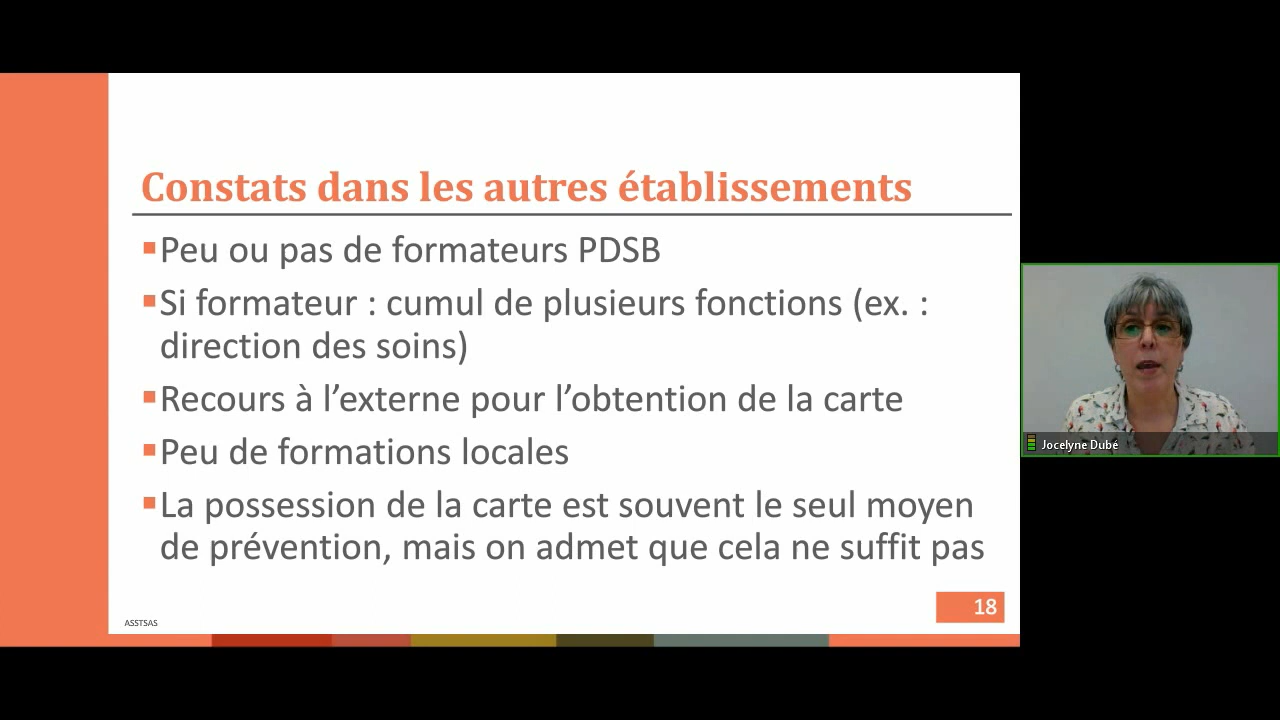 Constats dans les autres établissements
▪Peu ou pas de formateurs PDSB
▪Si formateur : cumul de plusieurs fonctions (ex. :
direction des soins)
▪Recours à l’externe pour l’obtention de la carte
▪Peu de formations locales
▪La possession de la carte est souvent le seul moyen
de prévention, mais on admet que cela ne suffit pas
18
ASSTSAS
Jocelyne Dubé